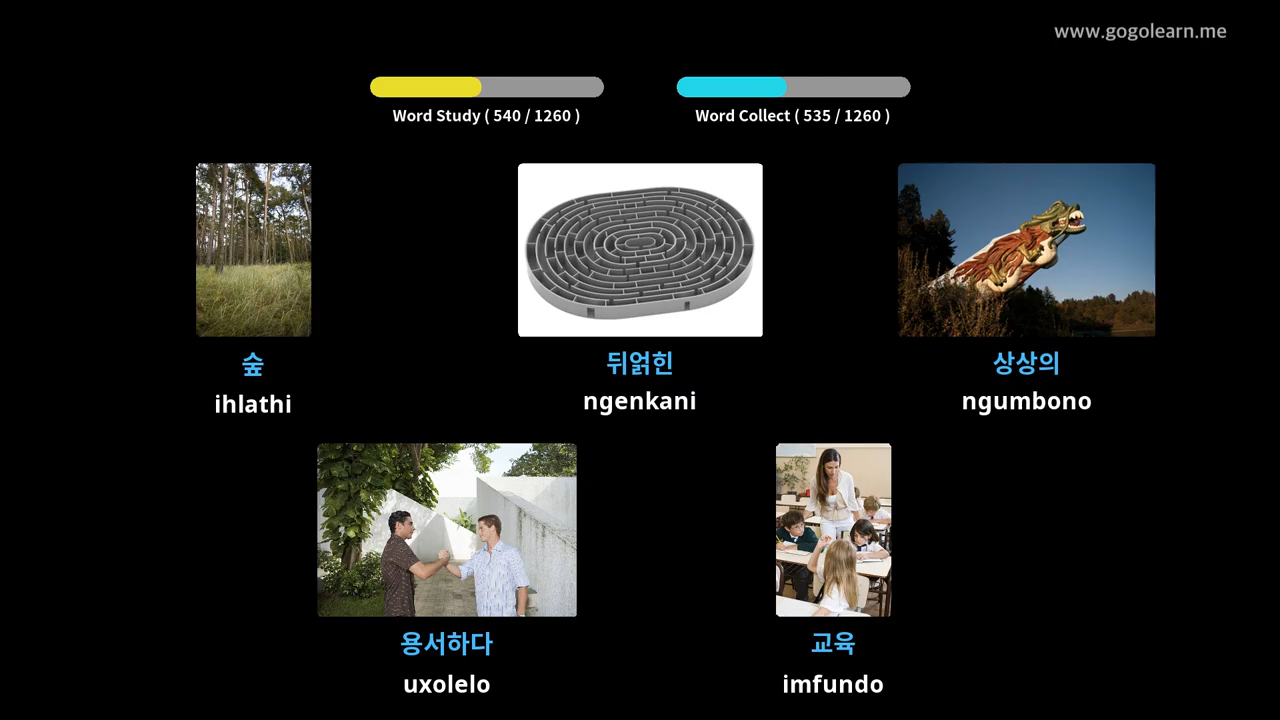 www.gogolearn.me
Word Study ( 540 / 1260 )
Word Collect ( 535 / 1260 )
숲
ihlathi
뒤얽힌
ngenkani
상상의
ngumbono
용서하다
uxolelo
교육
imfundo